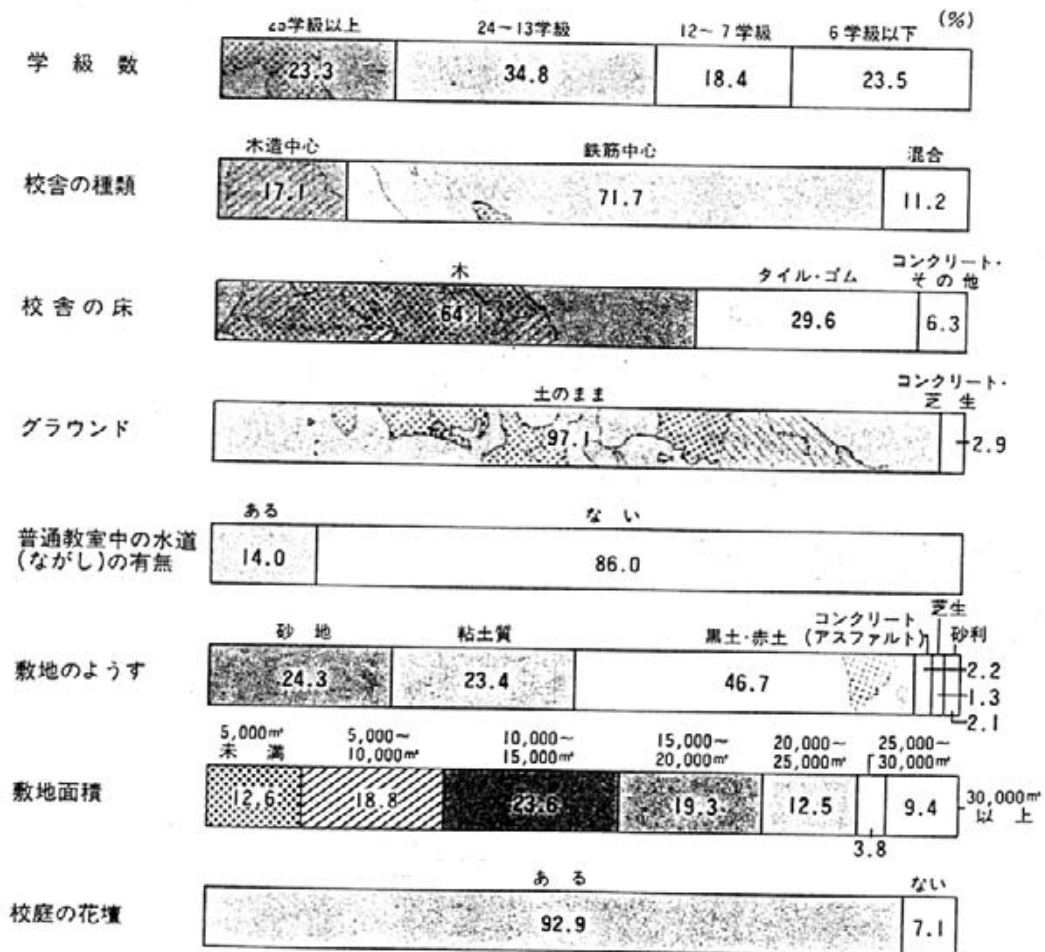 (%)
25学級以上 24～13学級 12～7学級 6学級以下
学級数 23.3 34.8 18.4 23.5
木造中心 鉄筋中心 混合
校舎の種類 17.1 71.7 11.2
木 タイル・ゴム コンクリート・その他
校舎の床 64.1 29.6 6.3
土のまま コンクリート・芝生
グラウンド 97.1 2.9
ある ない
普通教室中の水道
(ながし)の有無 14.0 86.0
砂地 粘土質 黒土・赤土 コンクリート(アスファルト) 芝生 砂利
敷地のようす 24.3 23.4 46.7 2.2
1.3
2.1
5,000㎡未満 5,000～10,000㎡ 10,000～15,000㎡ 15,000～20,000㎡ 20,000～25,000㎡ 25,000～30,000㎡
敷地面積 12.6 18.8 23.6 19.3 12.5 9.4 30,000㎡以上
3.8
ある ない
校庭の花壇 92.9 7.1